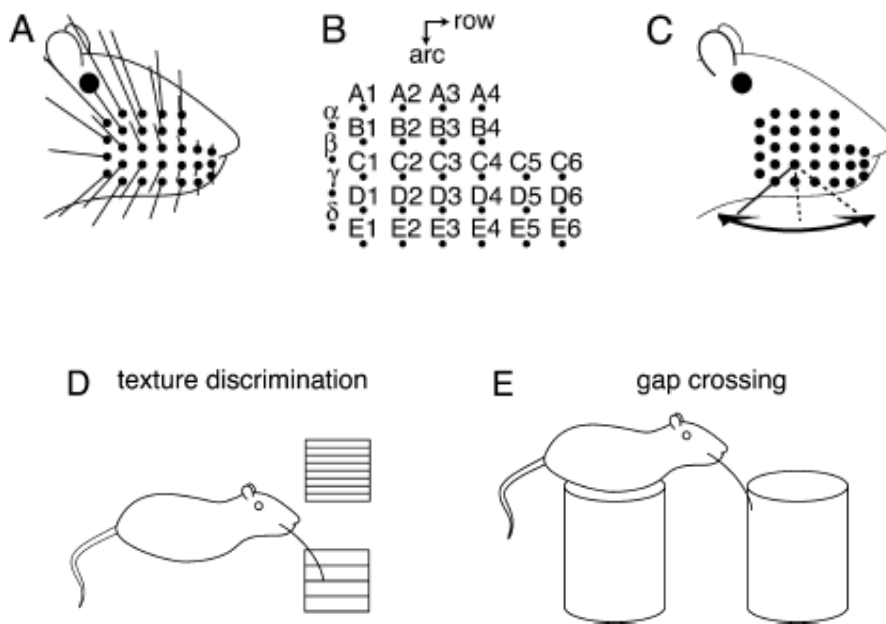 A
B
row
arc
C
A1 A2 A3 A4
α
B1 B2 B3 B4
β
C1 C2 C3 C4 C5 C6
γ
D1 D2 D3 D4 D5 D6
δ
E1 E2 E3 E4 E5 E6
D texture discrimination
E gap crossing